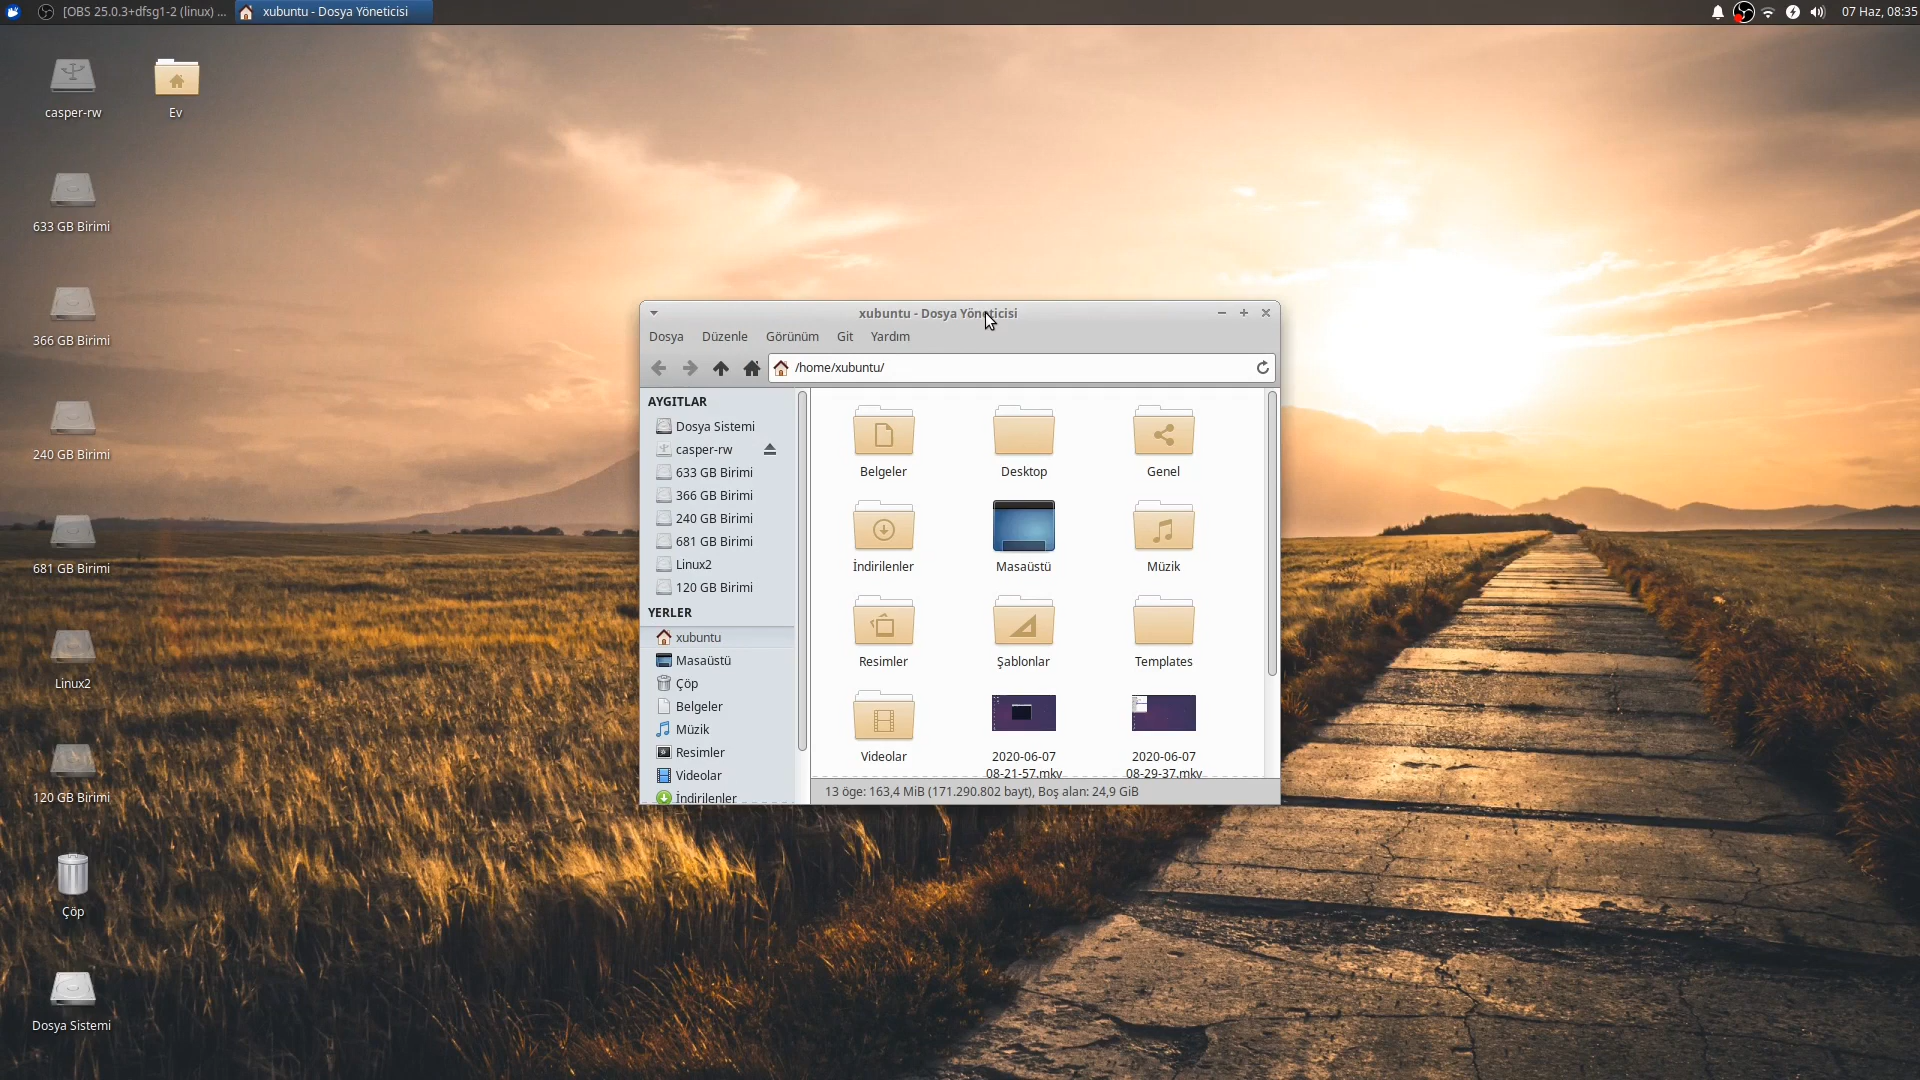 [OBS 25.0.3+dfsg1-2 (linux) ...
xubuntu - Dosya Yöneticisi
07 Haz, 08:35
casper-rw
Ev
633 GB Birimi
366 GB Birimi
240 GB Birimi
681 GB Birimi
Linux2
120 GB Birimi
Çöp
Dosya Sistemi
xubuntu - Dosya Yöneticisi
Dosya Düzenle Görünüm Git Yardım
/home/xubuntu/
AYGITLAR
Dosya Sistemi
casper-rw
633 GB Birimi
366 GB Birimi
240 GB Birimi
681 GB Birimi
Linux2
120 GB Birimi
YERLER
xubuntu
Masaüstü
Çöp
Belgeler
Müzik
Resimler
Videolar
İndirilenler
Belgeler
Desktop
Genel
İndirilenler
Masaüstü
Müzik
Resimler
Şablonlar
Templates
Videolar
2020-06-07
08-21-57.mkv
2020-06-07
08-29-37.mkv
13 öge: 163,4 MiB (171.290.802 bayt), Boş alan: 24,9 GiB